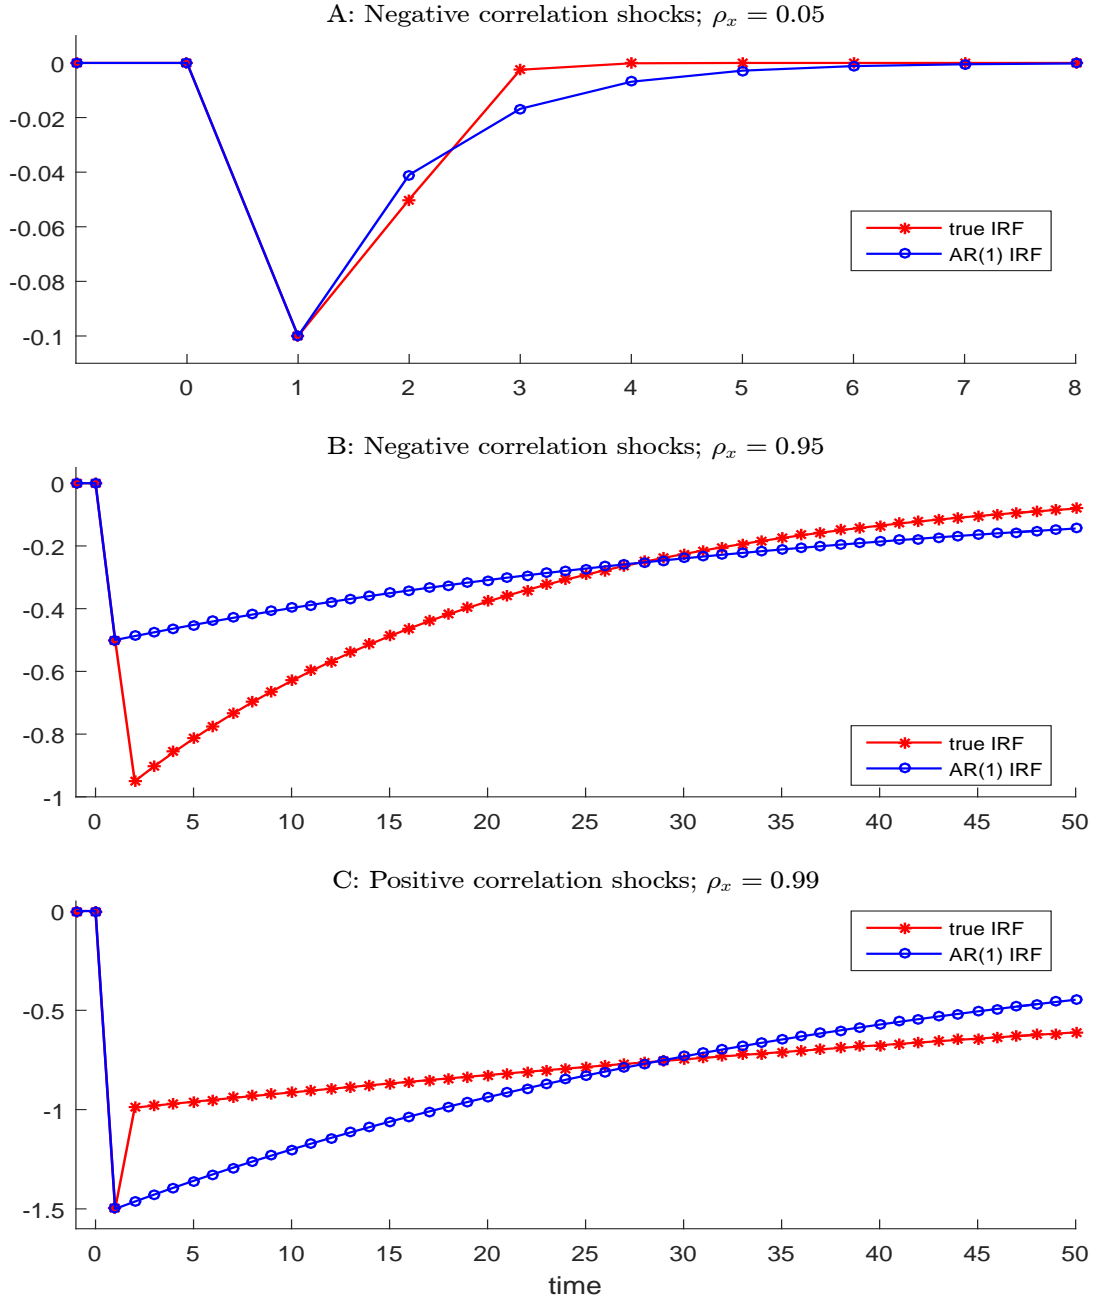 A: Negative correlation shocks; ρₓ = 0.05
0
-0.02
-0.04
-0.06
-0.08
-0.1
true IRF
AR(1) IRF
0 1 2 3 4 5 6 7 8
B: Negative correlation shocks; ρₓ = 0.95
0
-0.2
-0.4
-0.6
-0.8
-1
true IRF
AR(1) IRF
0 5 10 15 20 25 30 35 40 45 50
C: Positive correlation shocks; ρₓ = 0.99
0
-0.5
-1
-1.5
true IRF
AR(1) IRF
0 5 10 15 20 25 30 35 40 45 50
time